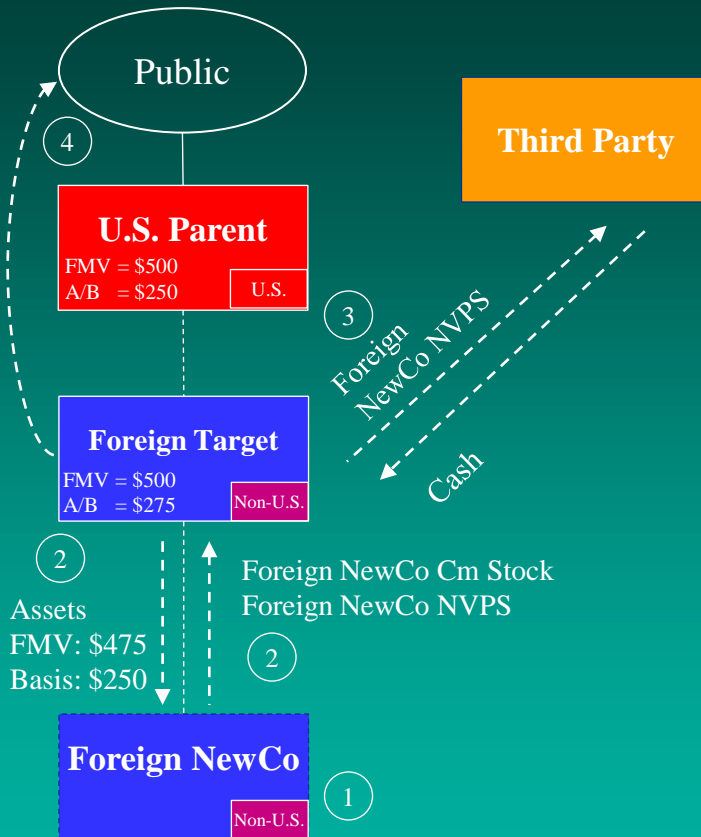 Public
4
Third Party
U.S. Parent
FMV = $500
A/B = $250
U.S.
3
Foreign
NewCo NVPS
Cash
Foreign Target
FMV = $500
A/B = $275
Non-U.S.
2
Assets
FMV: $475
Basis: $250
Foreign NewCo Cm Stock
Foreign NewCo NVPS
2
Foreign NewCo
Non-U.S.
1